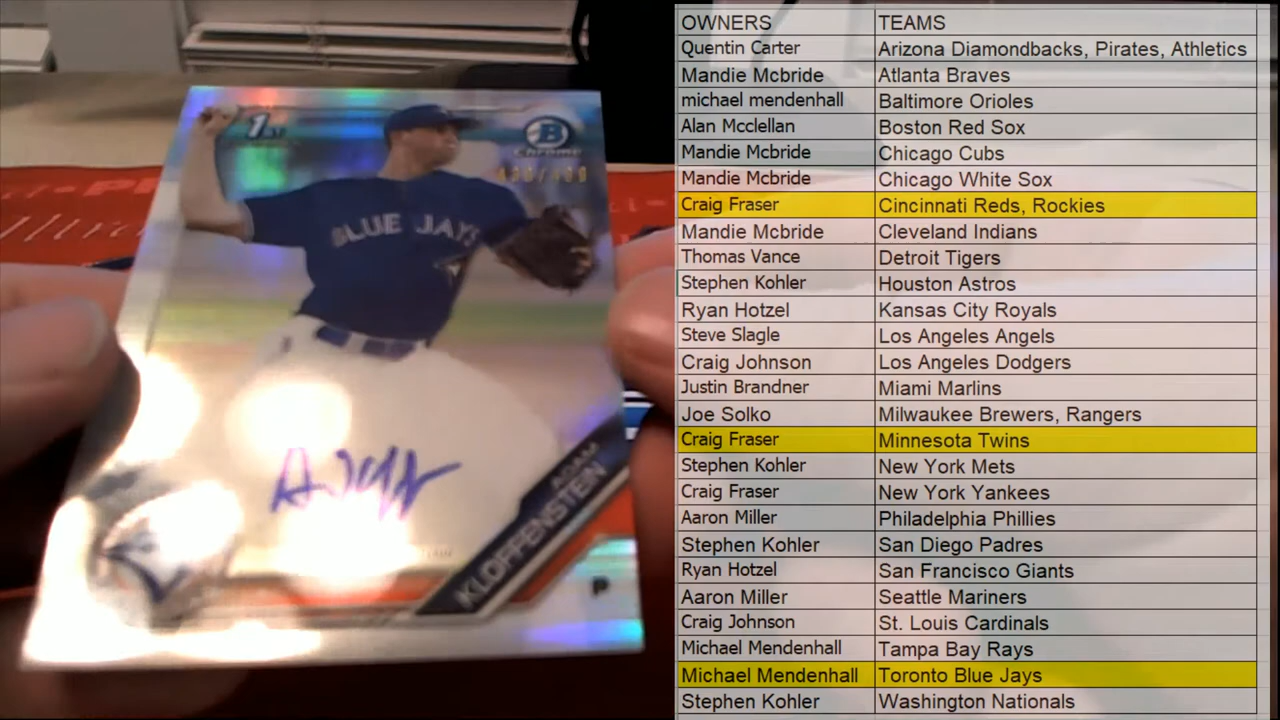 1ST
B
Chrome
BLUE JAYS
ADAM
KLOFFENSTEIN
P
OWNERS TEAMS
Quentin Carter Arizona Diamondbacks, Pirates, Athletics
Mandie Mcbride Atlanta Braves
michael mendenhall Baltimore Orioles
Alan Mcclellan Boston Red Sox
Mandie Mcbride Chicago Cubs
Mandie Mcbride Chicago White Sox
Craig Fraser Cincinnati Reds, Rockies
Mandie Mcbride Cleveland Indians
Thomas Vance Detroit Tigers
Stephen Kohler Houston Astros
Ryan Hotzel Kansas City Royals
Steve Slagle Los Angeles Angels
Craig Johnson Los Angeles Dodgers
Justin Brandner Miami Marlins
Joe Solko Milwaukee Brewers, Rangers
Craig Fraser Minnesota Twins
Stephen Kohler New York Mets
Craig Fraser New York Yankees
Aaron Miller Philadelphia Phillies
Stephen Kohler San Diego Padres
Ryan Hotzel San Francisco Giants
Aaron Miller Seattle Mariners
Craig Johnson St. Louis Cardinals
Michael Mendenhall Tampa Bay Rays
Michael Mendenhall Toronto Blue Jays
Stephen Kohler Washington Nationals